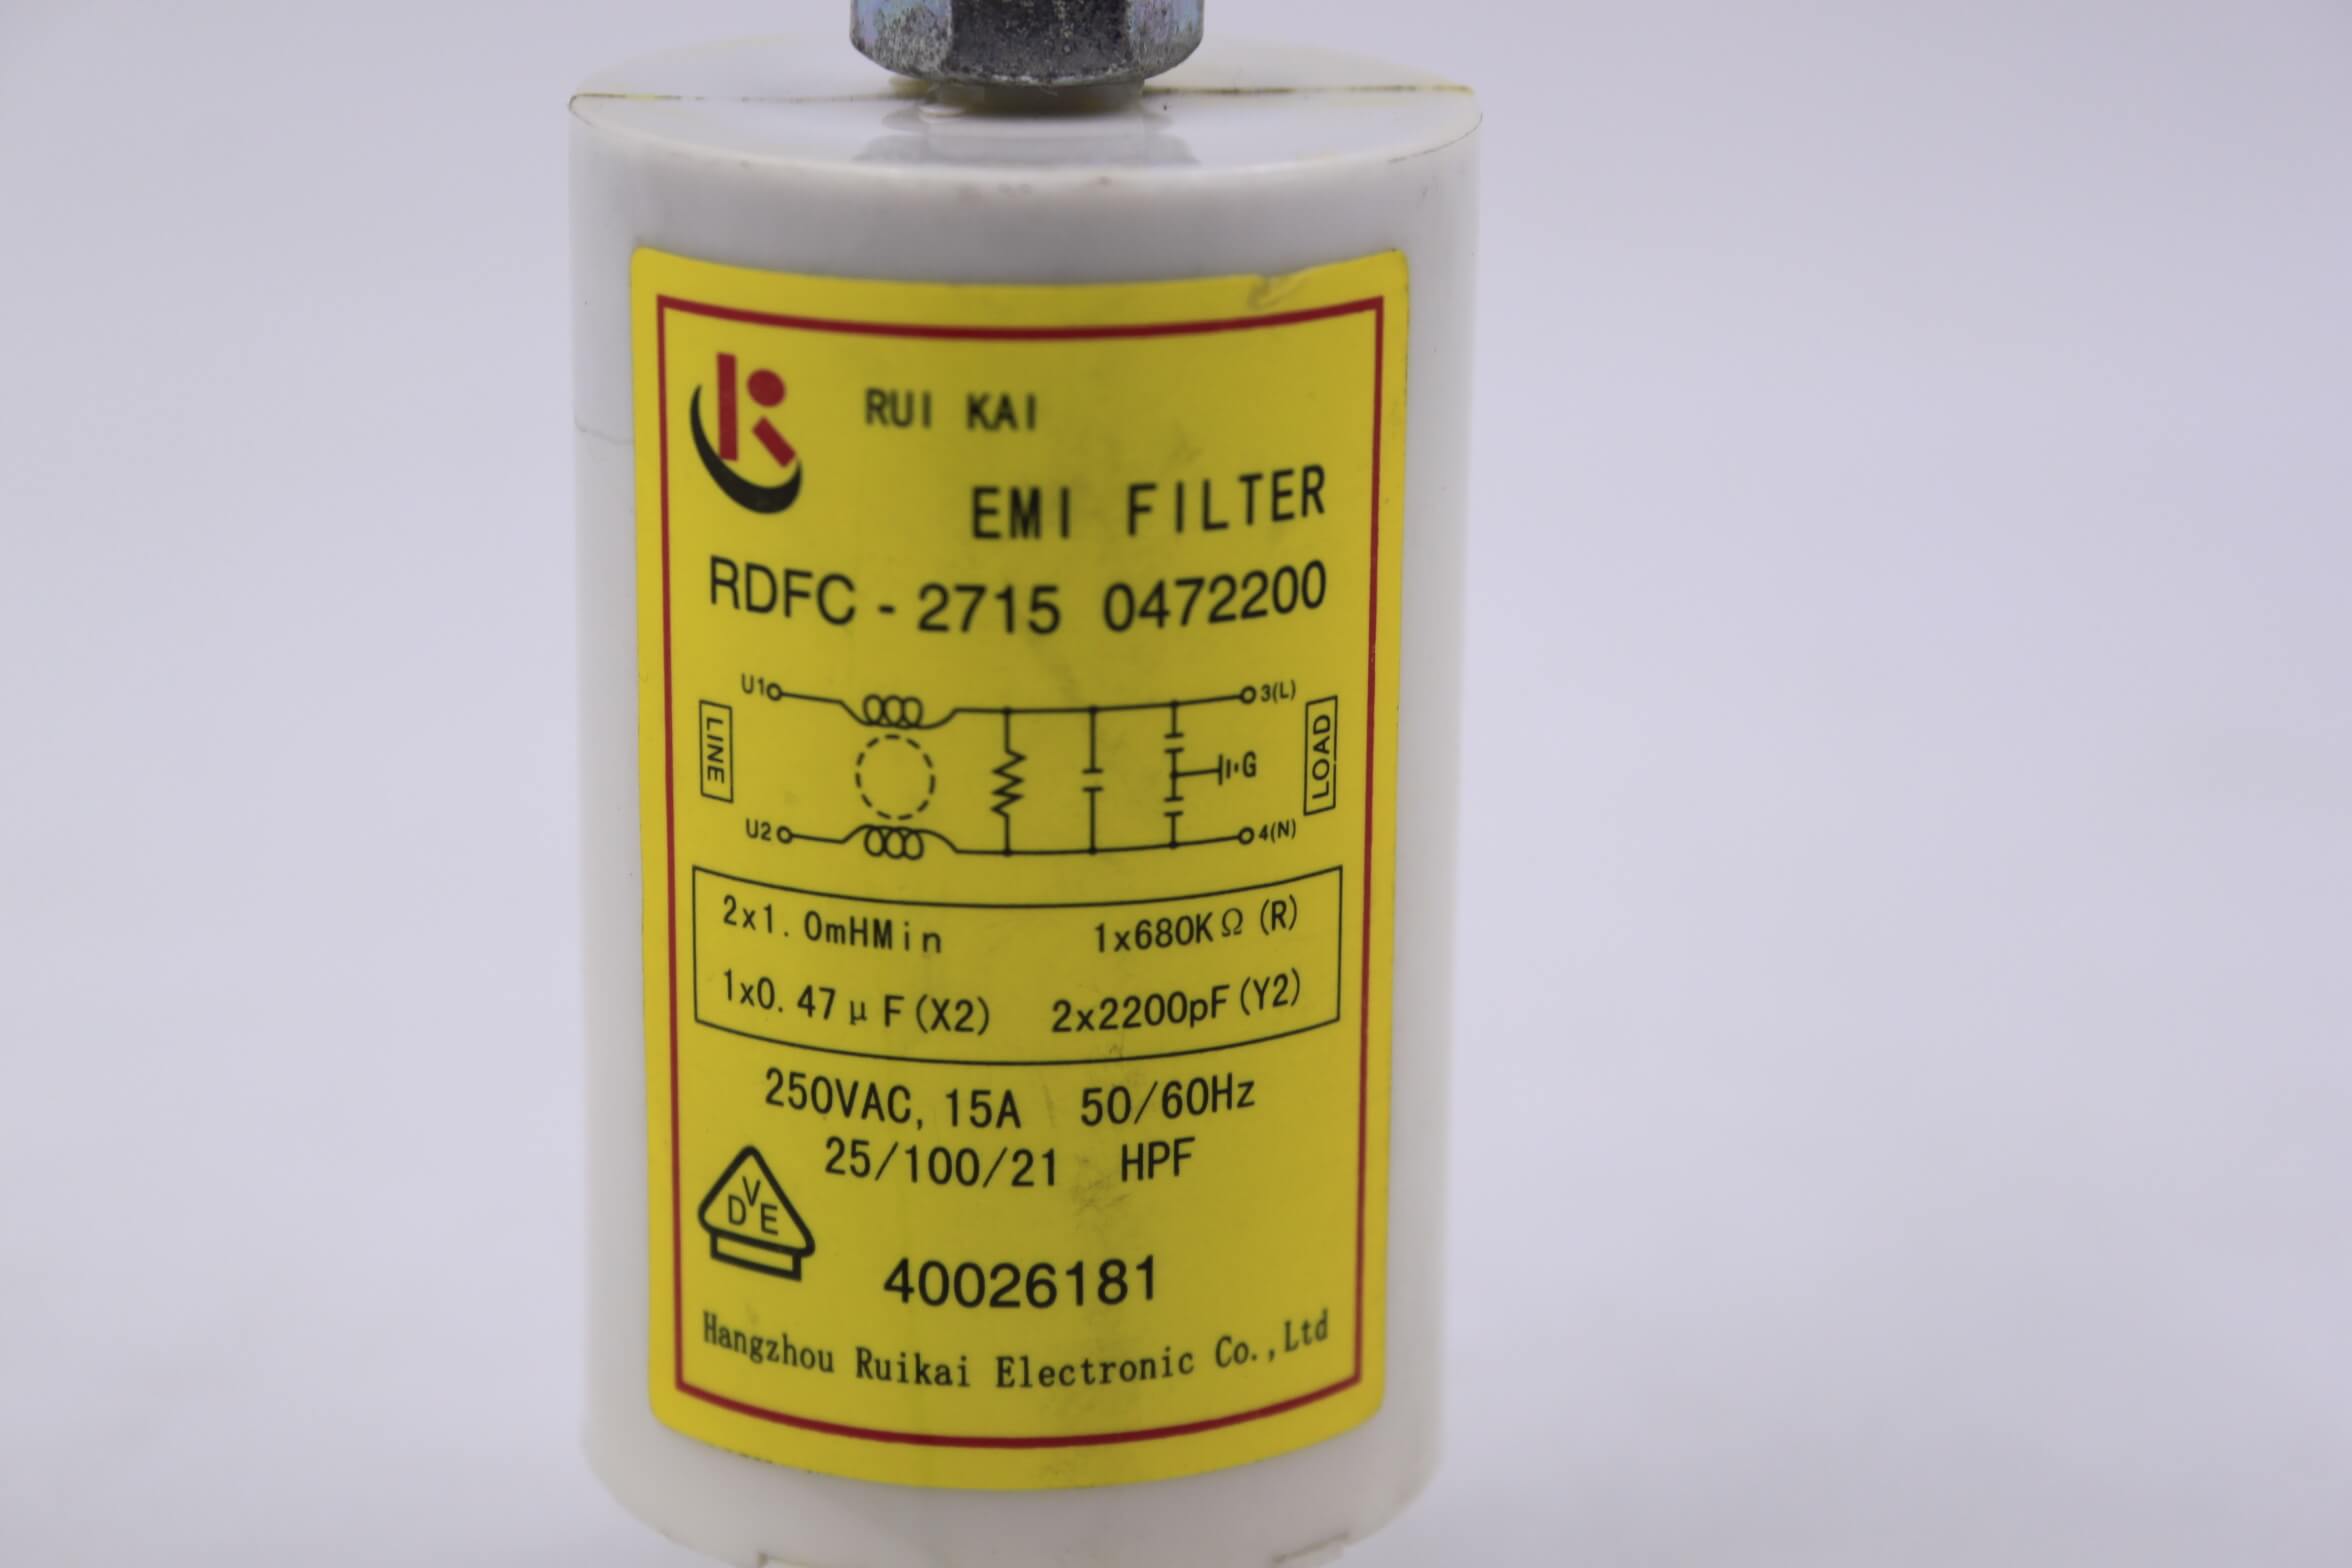 RUI KAI
EMI FILTER
RDFC - 2715 0472200
U1 3(L)
LINE G LOAD
U2 4(N)
2x1.0mHMin 1x680KΩ(R)
1x0.47μF(X2) 2x2200pF(Y2)
250VAC, 15A 50/60Hz
25/100/21 HPF
DVE
40026181
Hangzhou Ruikai Electronic Co.,Ltd